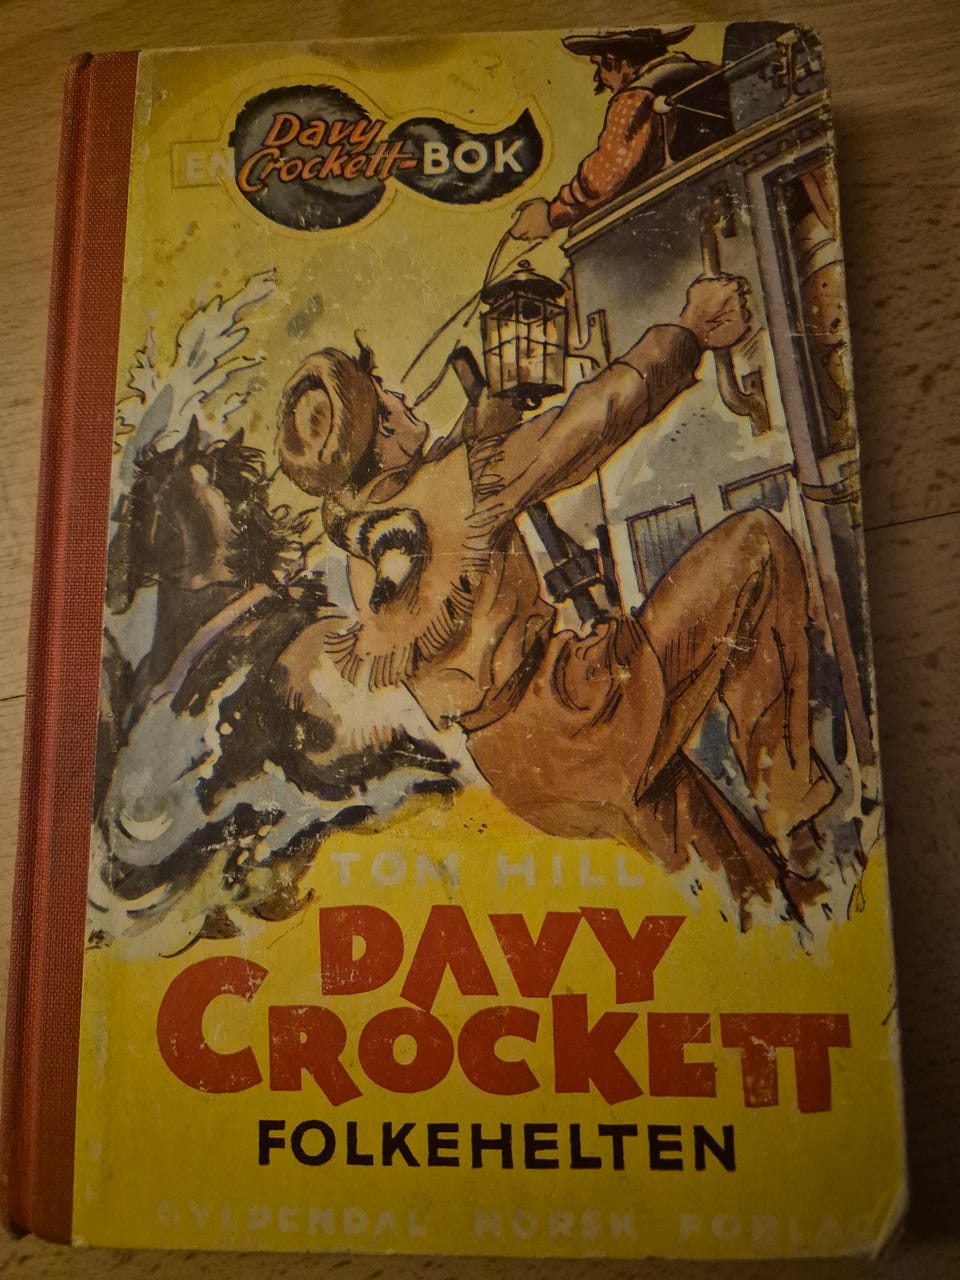 Davy
EN Crockett-BOK
TOM HILL
DAVY
CROCKETT
FOLKEHELTEN
GYLDENDAL NORSK FORLAG